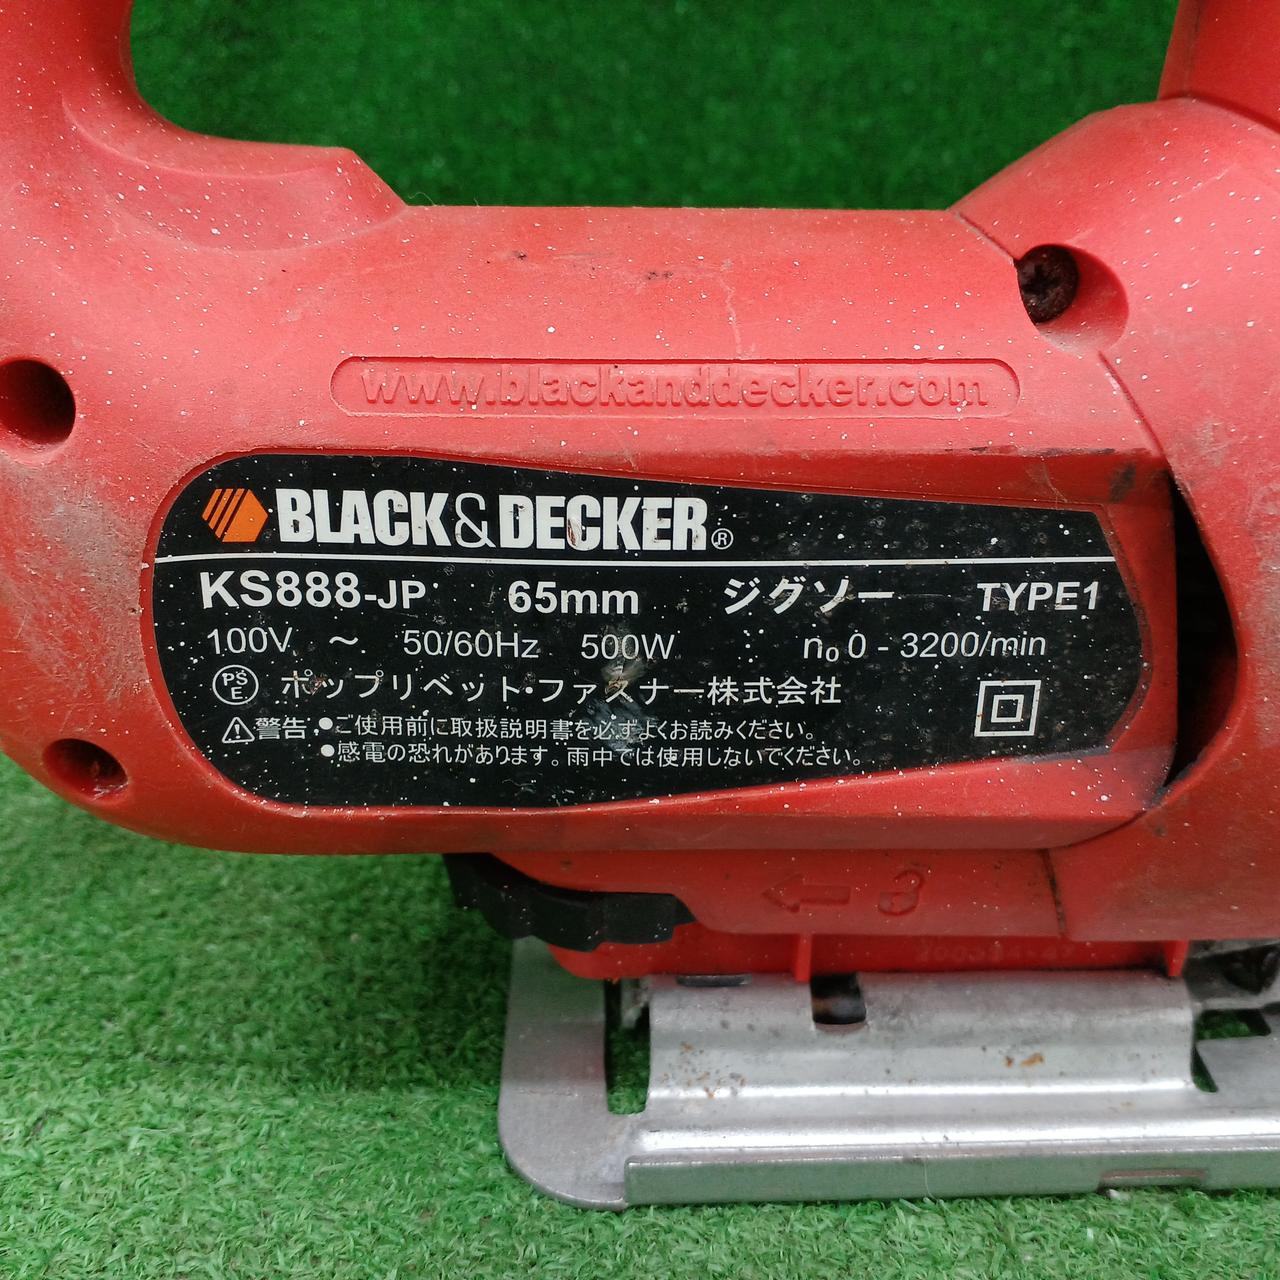 www.blackanddecker.com
BLACK&DECKER®
KS888-JP 65mm ジグソー TYPE1
100V ~ 50/60Hz 500W n₀ 0 - 3200/min
PSE ポップリベット・ファスナー株式会社
警告: ●ご使用前に取扱説明書を必ずよくお読みください。
●感電の恐れがあります。雨中では使用しないでください。